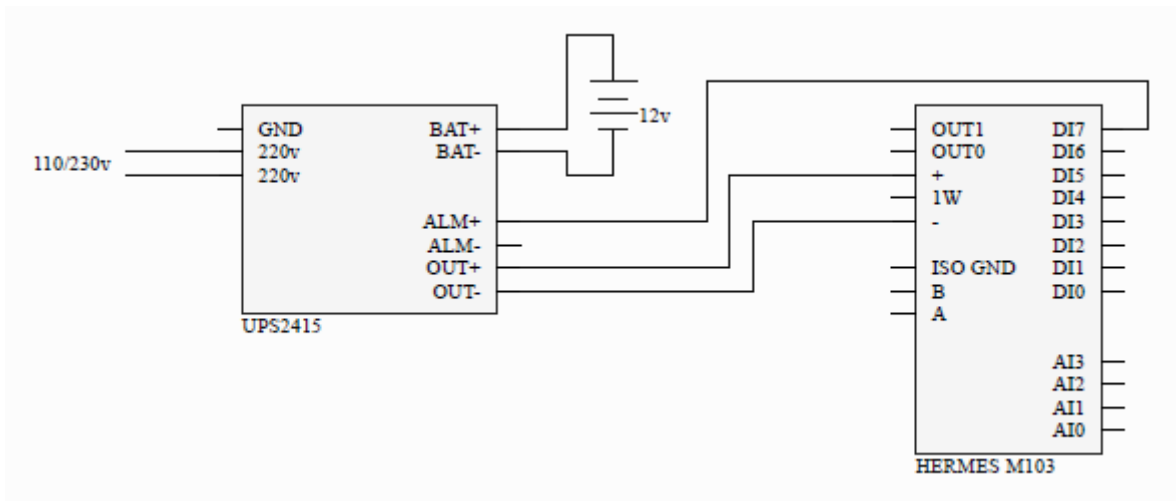 110/230v
GND
220v
220v
BAT+
BAT-
ALM+
ALM-
OUT+
OUT-
UPS2415
12v
OUT1
OUT0
+
1W
-
ISO GND
B
A
DI7
DI6
DI5
DI4
DI3
DI2
DI1
DI0
AI3
AI2
AI1
AI0
HERMES M103